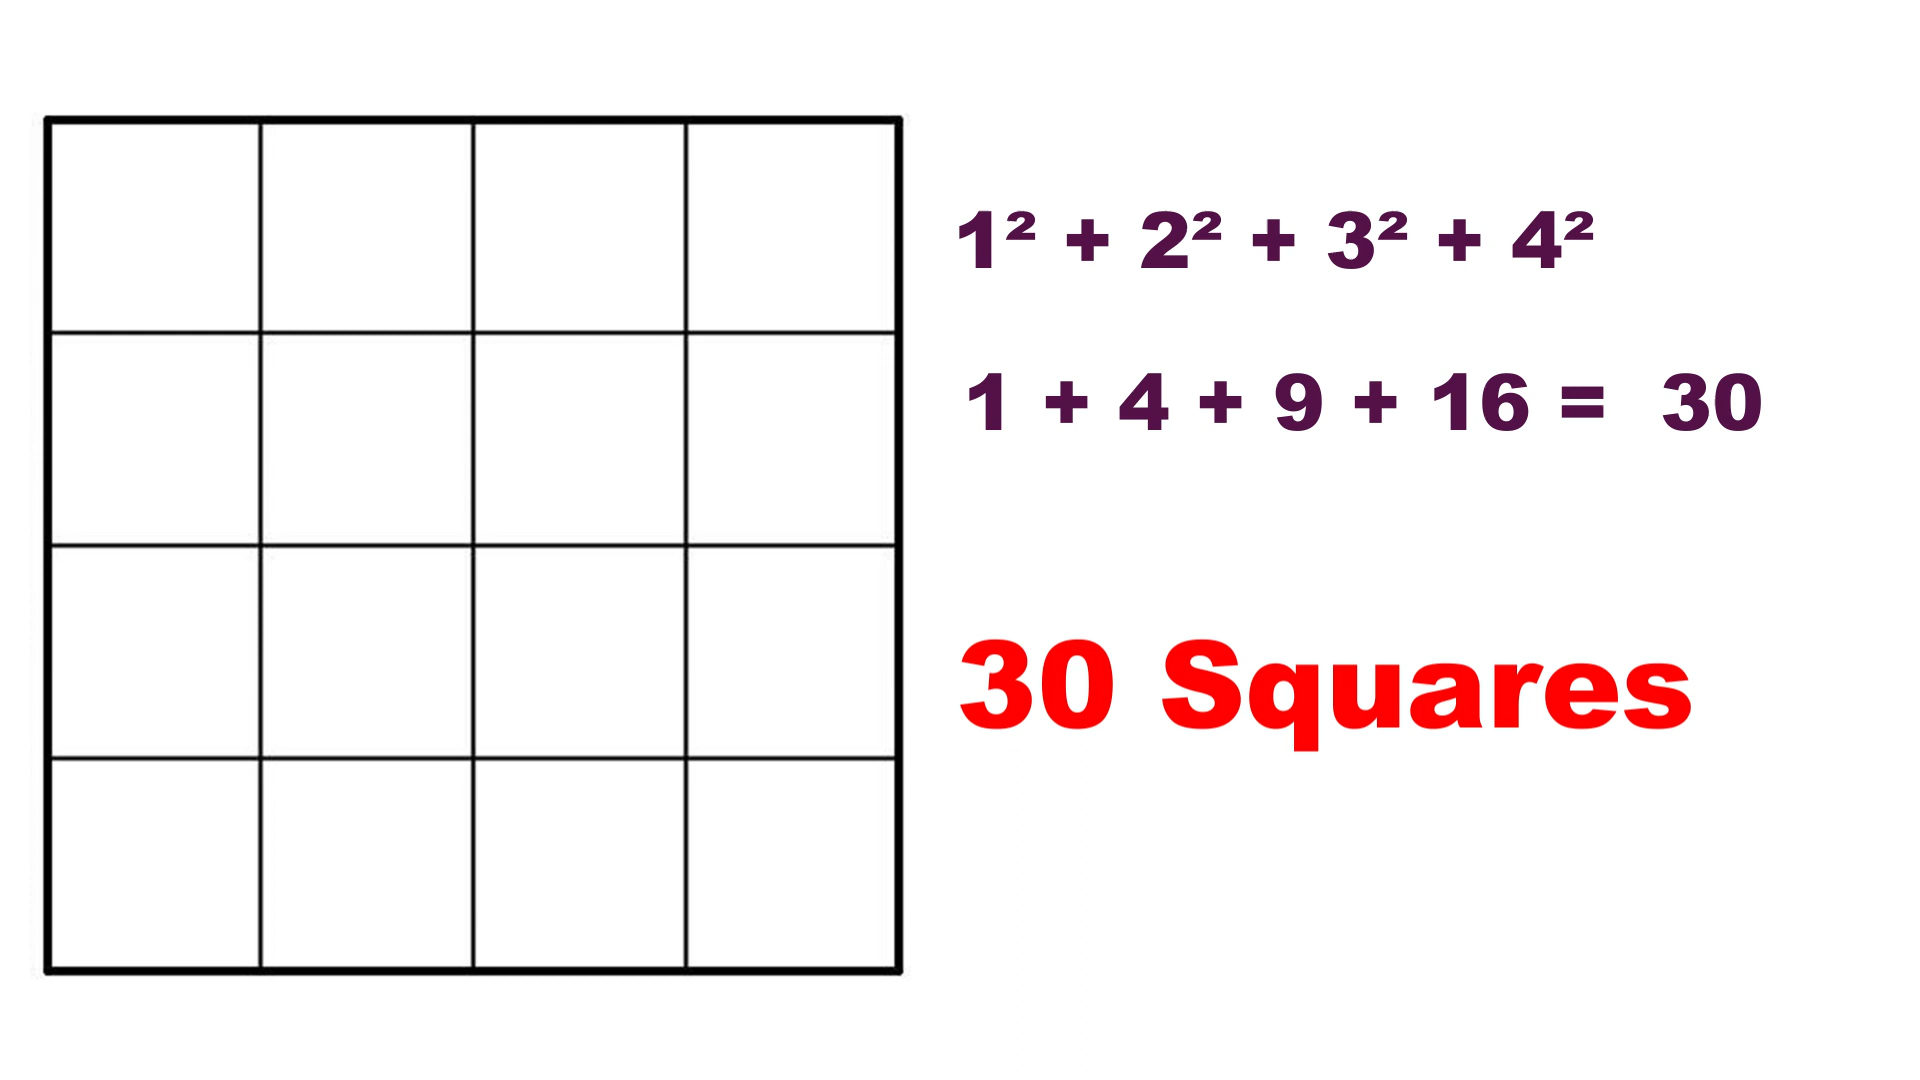 1² + 2² + 3² + 4²
1 + 4 + 9 + 16 = 30
30 Squares